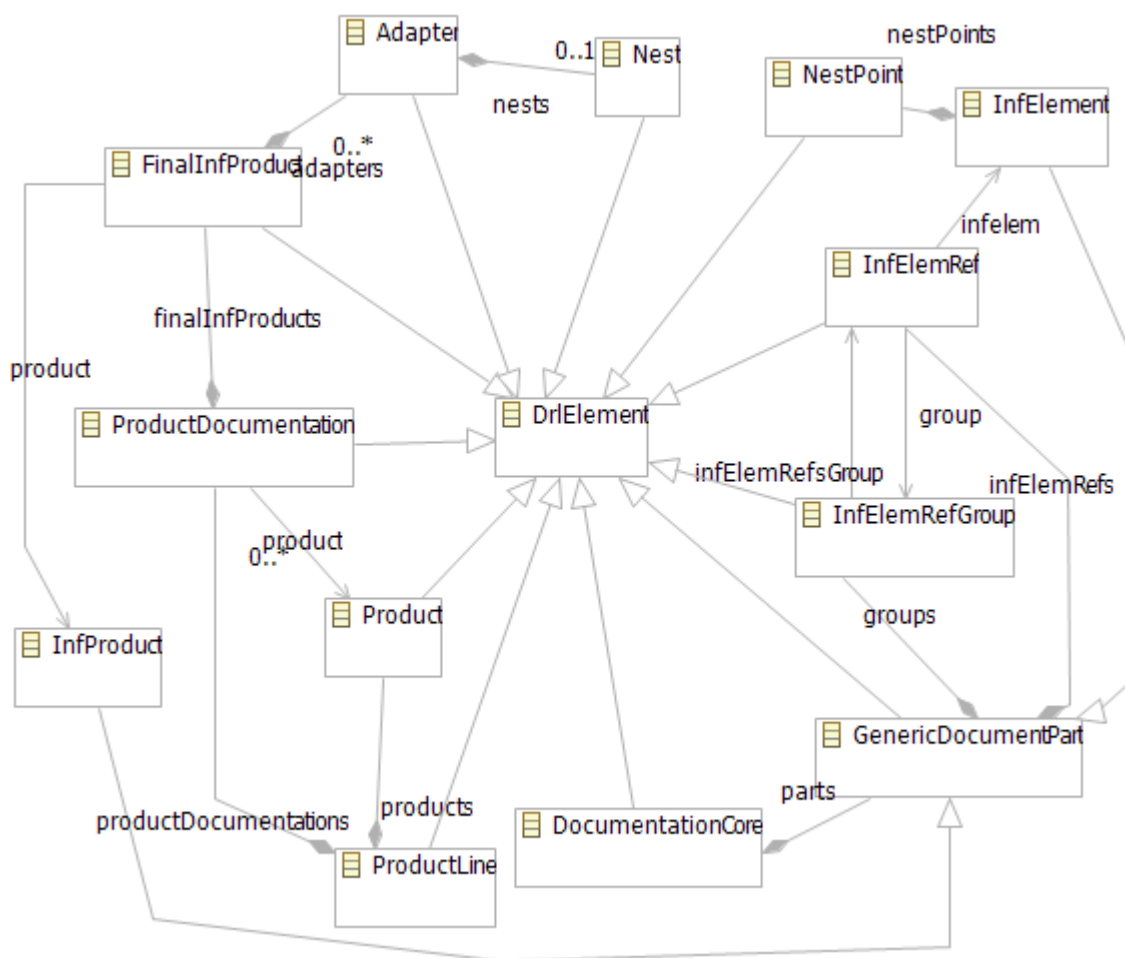 Adapter
0..1
Nest
nestPoints
NestPoint
InfElement
nests
0..*
adapters
FinalInfProduct
infelem
InfElemRef
finalInfProducts
product
group
DrlElement
ProductDocumentation
infElemRefsGroup
infElemRefs
InfElemRefGroup
product
0..*
Product
groups
InfProduct
GenericDocumentPart
parts
products
productDocumentations
DocumentationCore
ProductLine